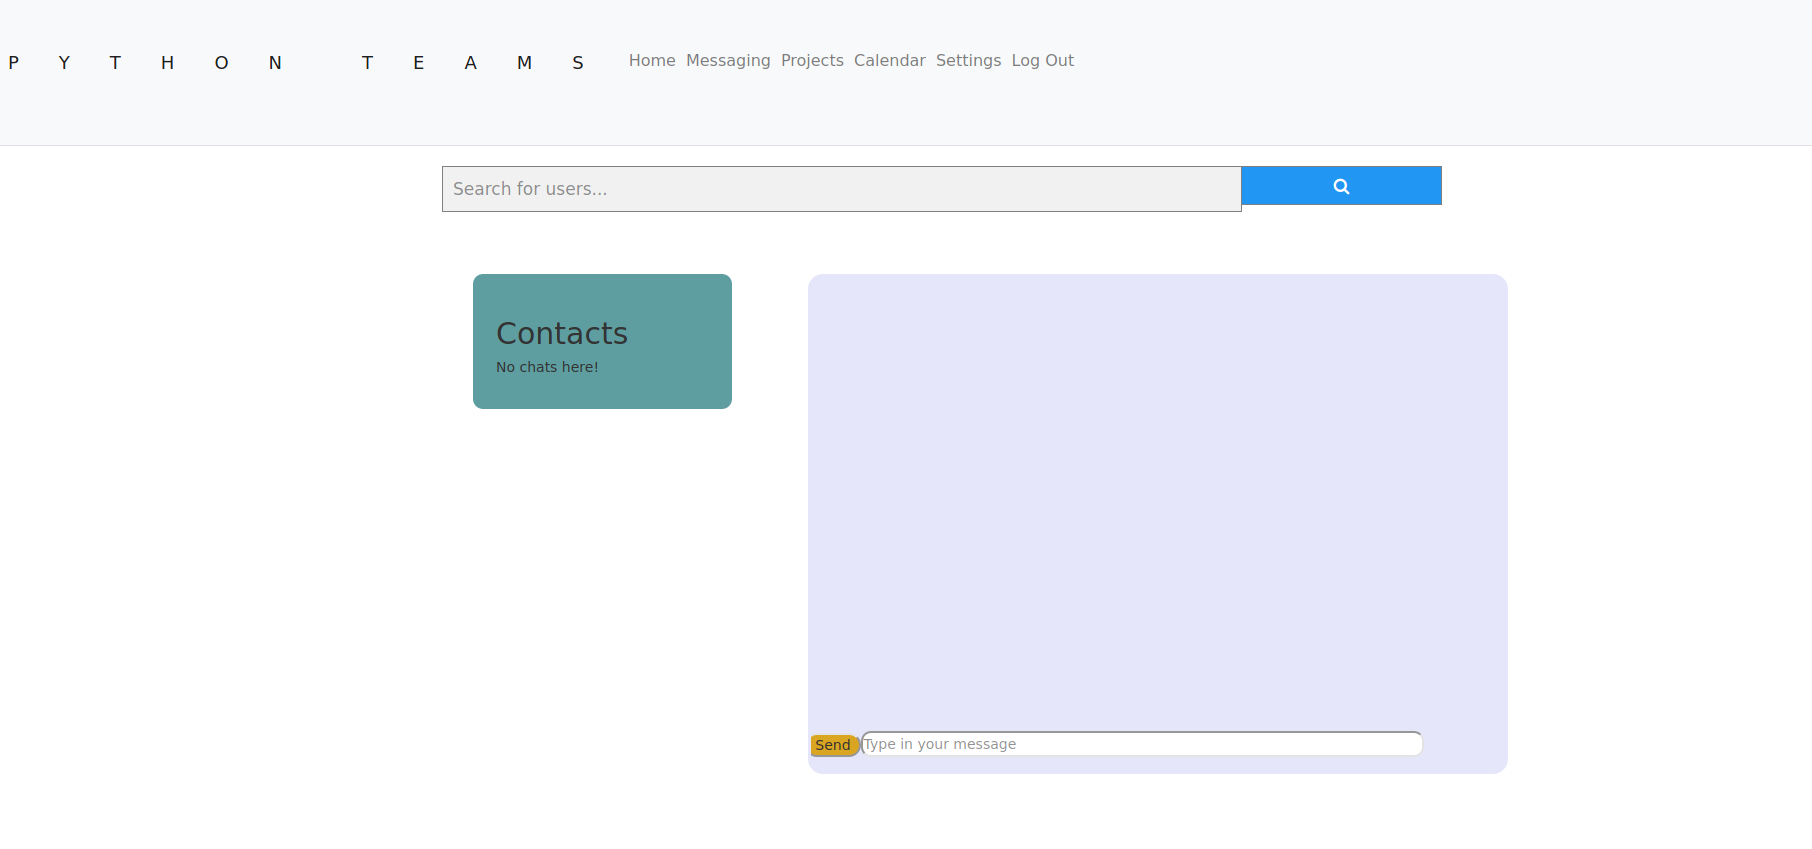 P Y T H O N  T E A M S Home Messaging Projects Calendar Settings Log Out
Search for users...
Contacts
No chats here!
Send Type in your message